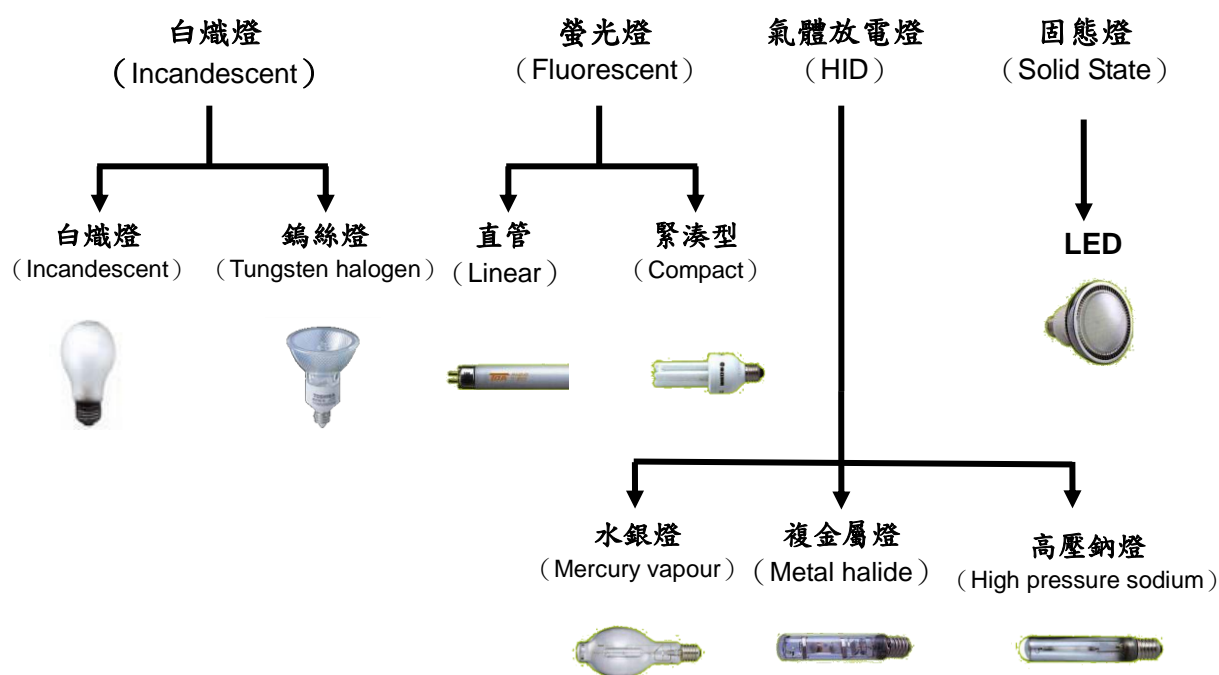 白熾燈
（Incandescent）
螢光燈
（Fluorescent）
氣體放電燈
（HID）
固態燈
（Solid State）
白熾燈
（Incandescent）
鎢絲燈
（Tungsten halogen）
直管
（Linear）
緊湊型
（Compact）
LED
水銀燈
（Mercury vapour）
複金屬燈
（Metal halide）
高壓鈉燈
（High pressure sodium）